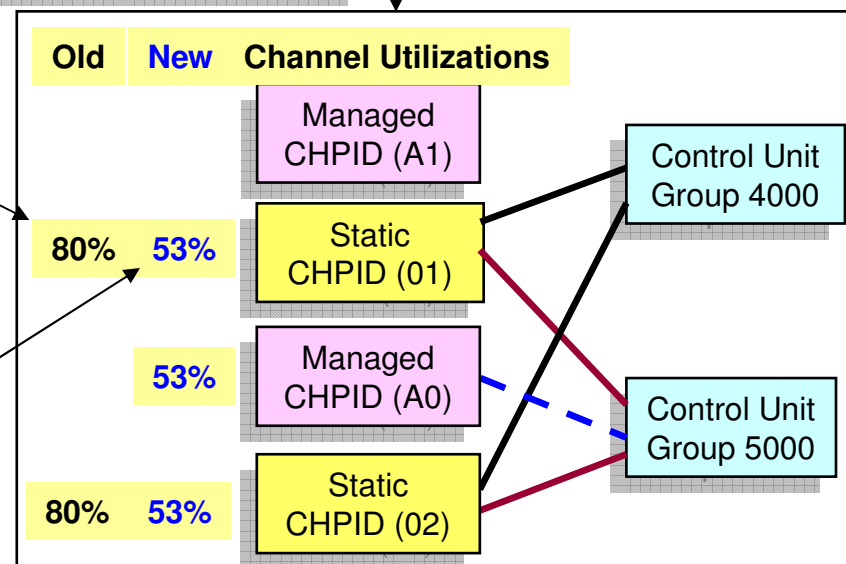 Old New Channel Utilizations
Managed
CHPID (A1)
Control Unit
Group 4000
80% 53%
Static
CHPID (01)
53%
Managed
CHPID (A0)
Control Unit
Group 5000
80% 53%
Static
CHPID (02)